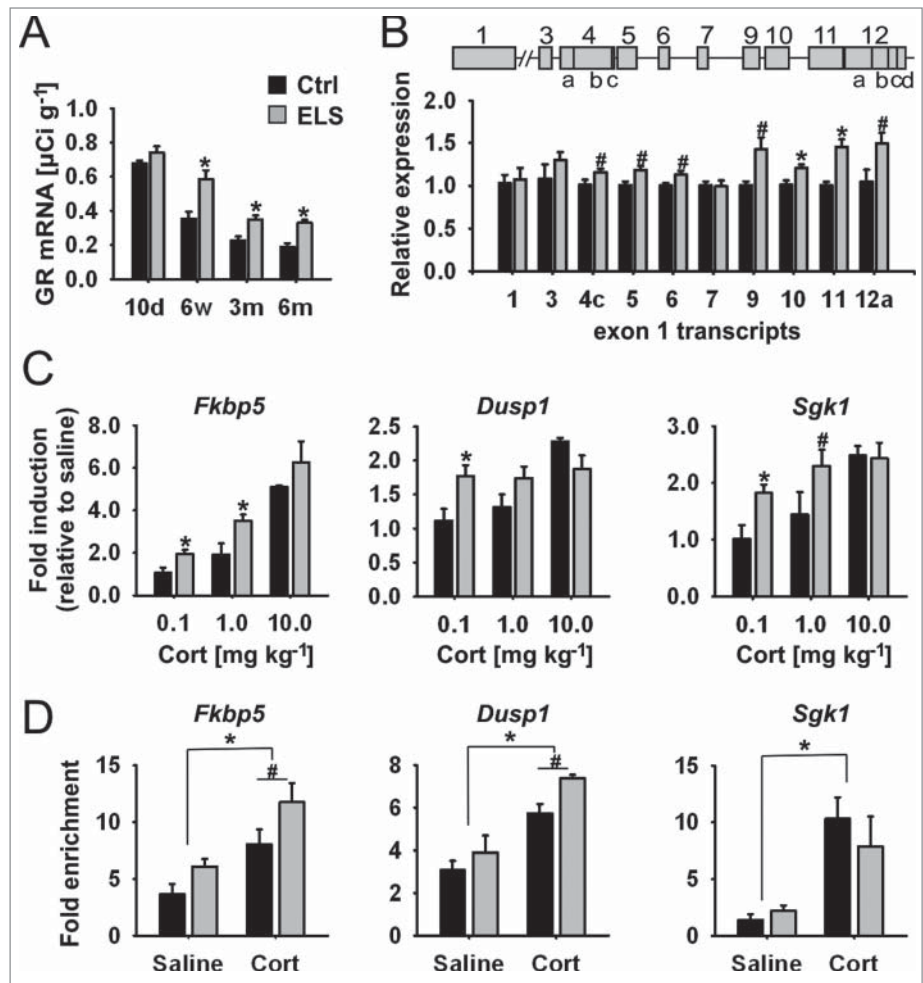 A
Ctrl
ELS
GR mRNA [µCi g-1]
1.0
0.8
0.6
0.4
0.2
0.0
*
*
*
10d 6w 3m 6m
B
1 3 4 5 6 7 9 10 11 12
a b c a b c d
Relative expression
2.0
1.5
1.0
0.5
0.0
# # # # * * #
1 3 4c 5 6 7 9 10 11 12a
exon 1 transcripts
C
Fold induction
(relative to saline)
Fkbp5
8.0
6.0
4.0
2.0
0.0
* *
0.1 1.0 10.0
Cort [mg kg-1]
Dusp1
2.5
2.0
1.5
1.0
0.5
0.0
*
0.1 1.0 10.0
Cort [mg kg-1]
Sgk1
4.0
3.0
2.0
1.0
0.0
* #
0.1 1.0 10.0
Cort [mg kg-1]
D
Fold enrichment
Fkbp5
15
10
5
0
*
#
Saline Cort
Dusp1
8
6
4
2
0
*
#
Saline Cort
Sgk1
15
10
5
0
*
Saline Cort